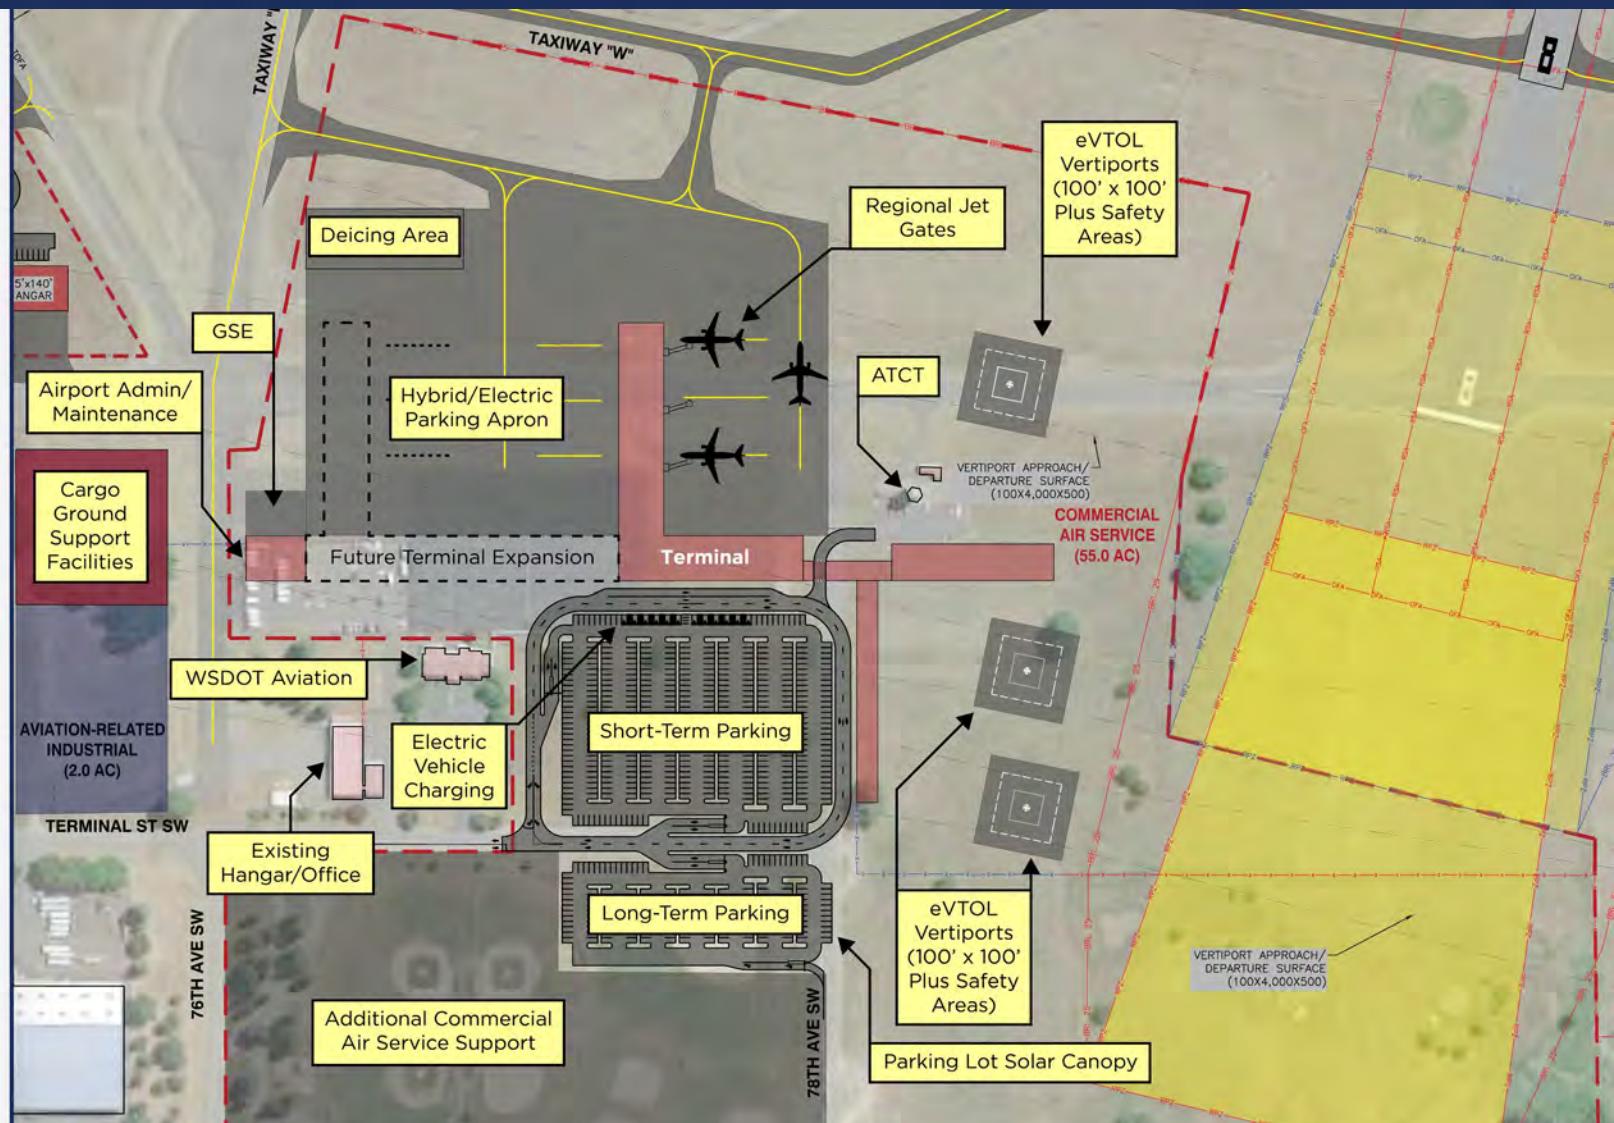 TAXIWAY "W"
eVTOL
Vertiports
(100' x 100'
Plus Safety
Areas)
Regional Jet
Gates
Deicing Area
GSE
ATCT
Airport Admin/
Maintenance
Hybrid/Electric
Parking Apron
VERTIPORT APPROACH/
DEPARTURE SURFACE
(100X4,000X500)
Cargo
Ground
Support
Facilities
COMMERCIAL
AIR SERVICE
(55.0 AC)
Future Terminal Expansion
Terminal
WSDOT Aviation
AVIATION-RELATED
INDUSTRIAL
(2.0 AC)
Electric
Vehicle
Charging
Short-Term Parking
TERMINAL ST SW
Existing
Hangar/Office
Long-Term Parking
eVTOL
Vertiports
(100' x 100'
Plus Safety
Areas)
VERTIPORT APPROACH/
DEPARTURE SURFACE
(100X4,000X500)
76TH AVE SW
Additional Commercial
Air Service Support
78TH AVE SW
Parking Lot Solar Canopy